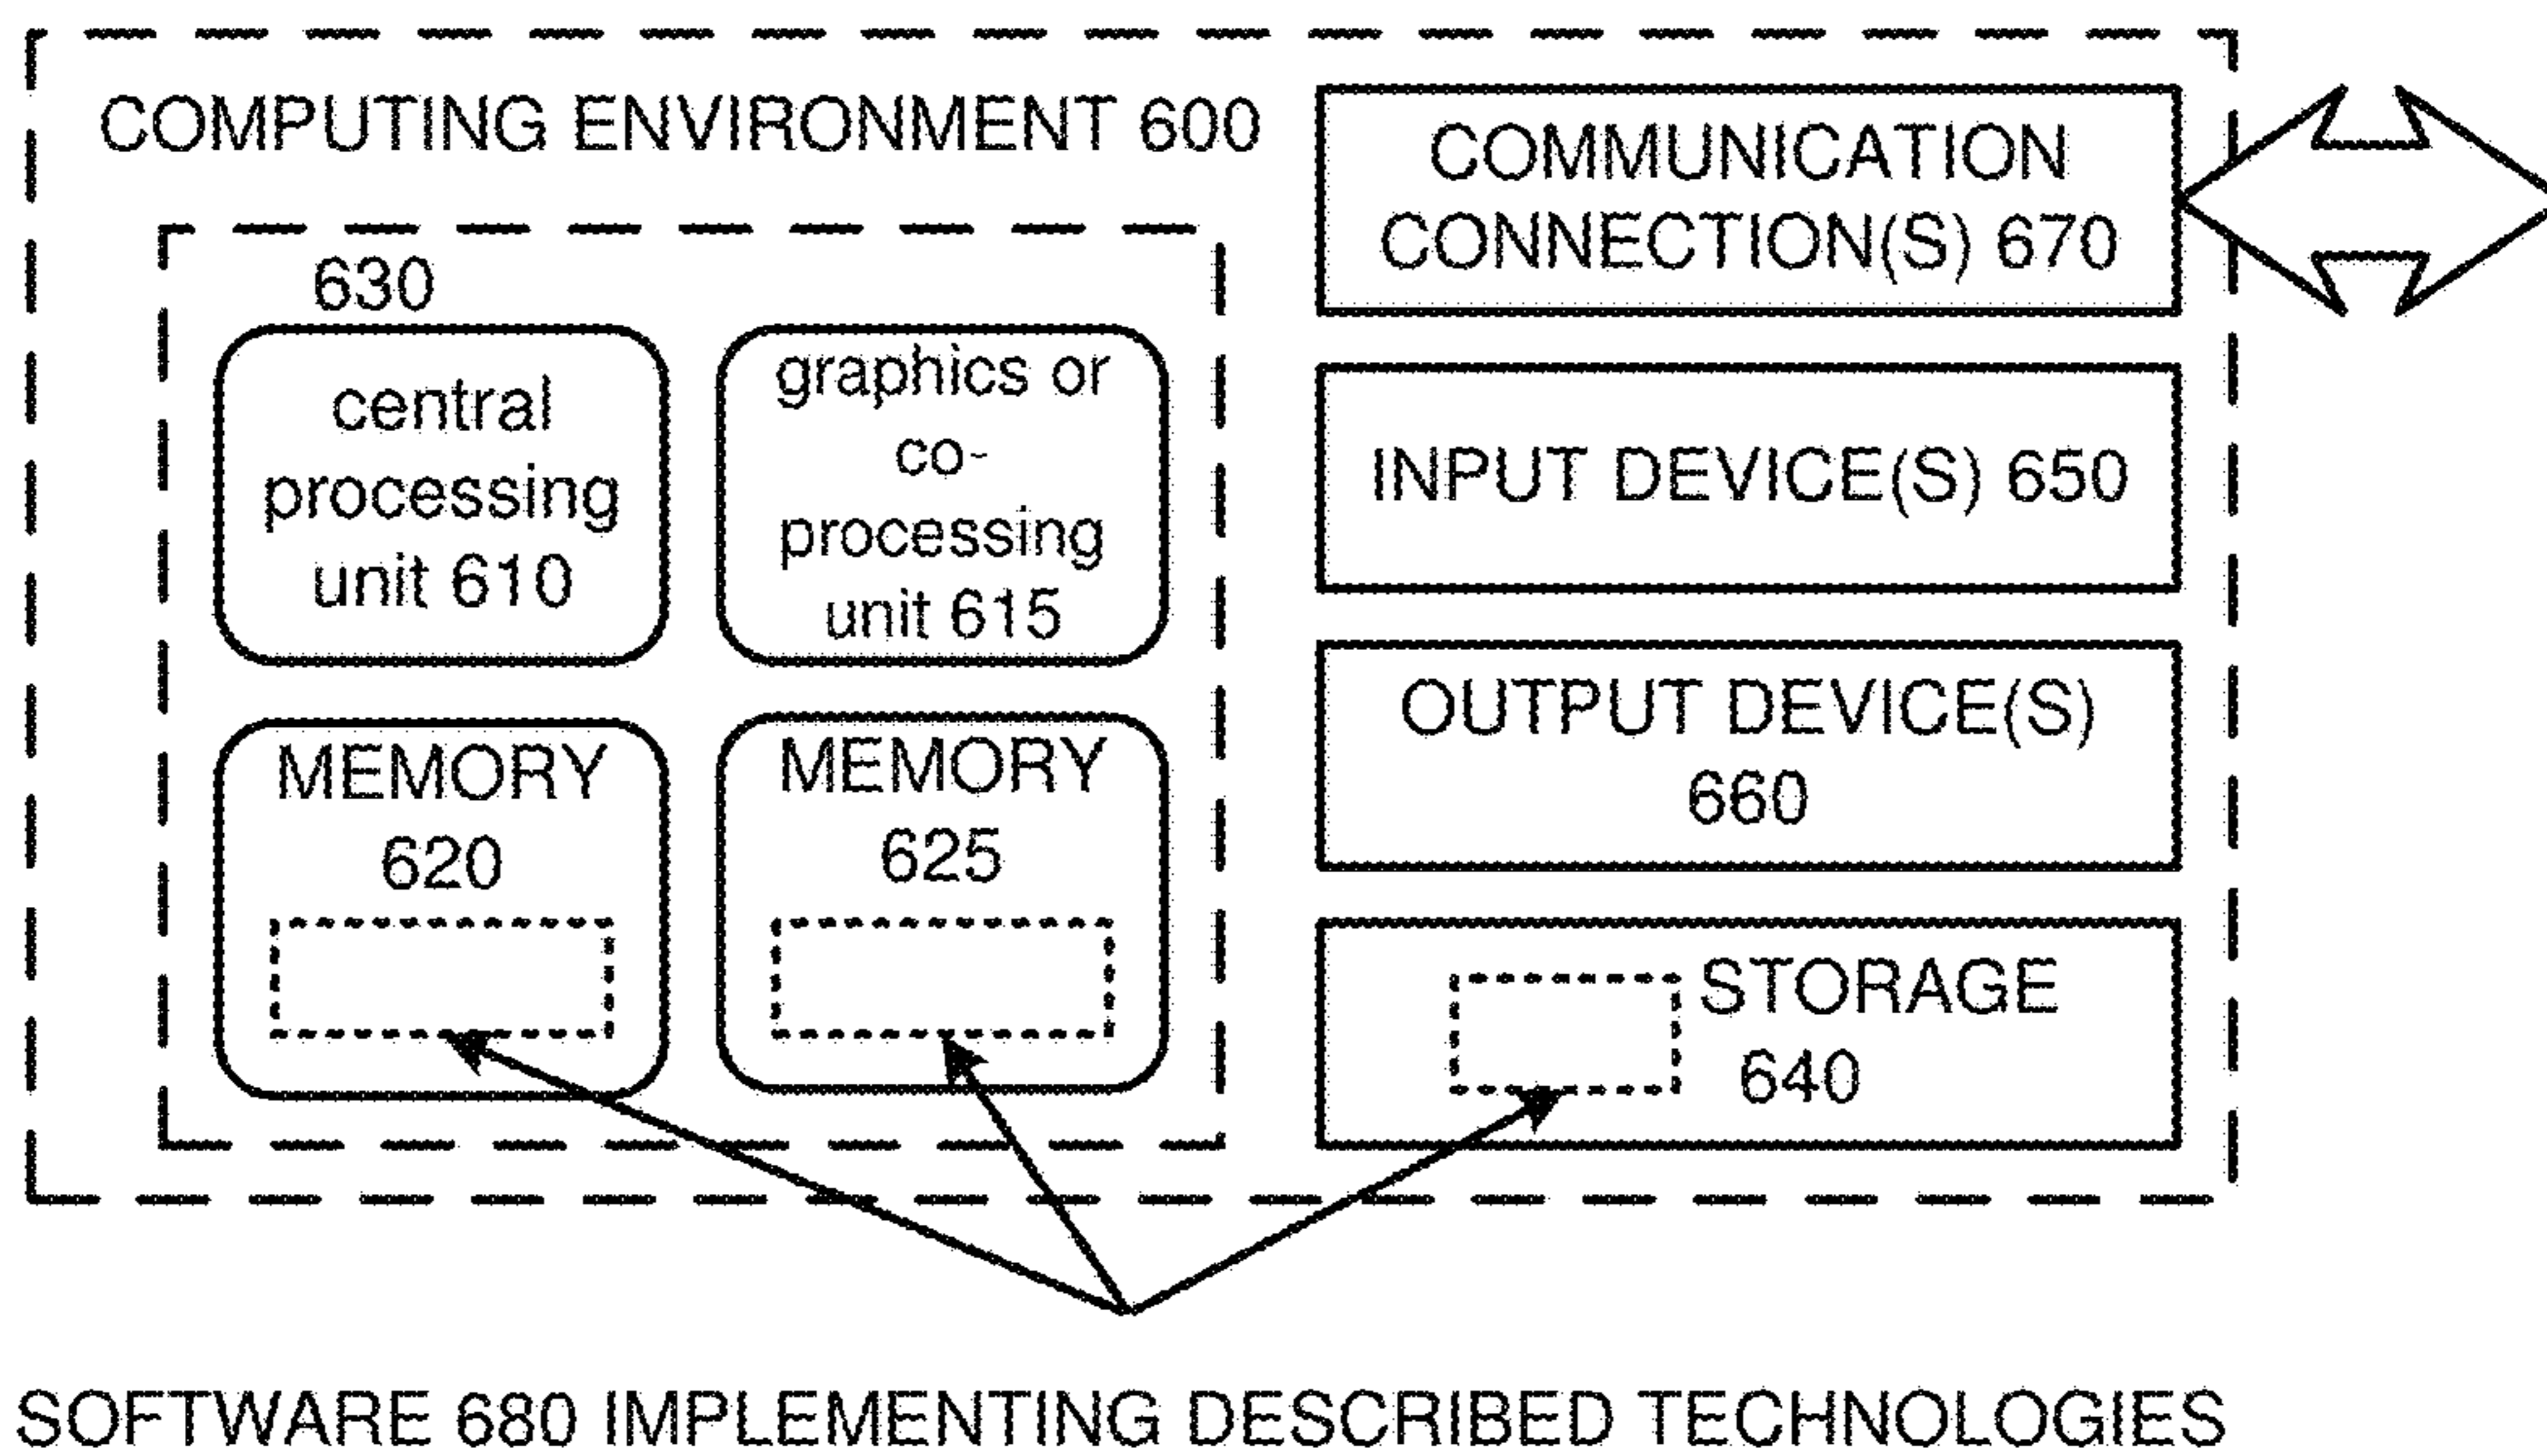 COMPUTING ENVIRONMENT 600
630
central
processing
unit 610
graphics or
co-
processing
unit 615
MEMORY
620
MEMORY
625
COMMUNICATION
CONNECTION(S) 670
INPUT DEVICE(S) 650
OUTPUT DEVICE(S)
660
STORAGE
640
SOFTWARE 680 IMPLEMENTING DESCRIBED TECHNOLOGIES